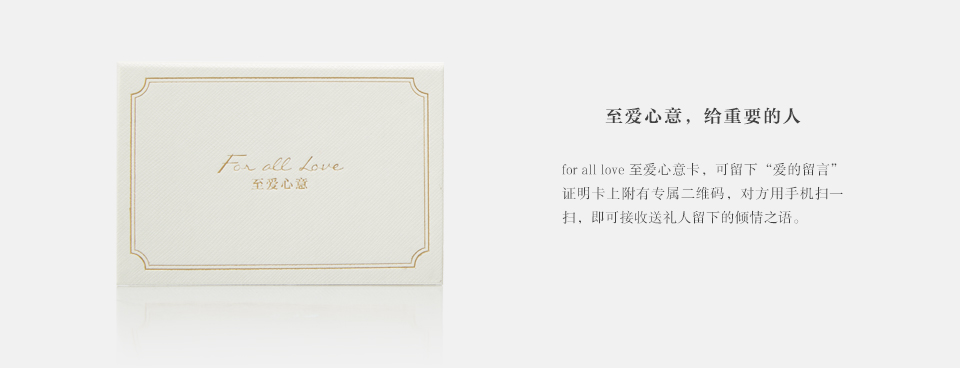 For all Love
至爱心意
至爱心意，给重要的人
for all love 至爱心意卡，可留下“爱的留言”
证明卡上附有专属二维码，对方用手机扫一
扫，即可接收送礼人留下的倾情之语。